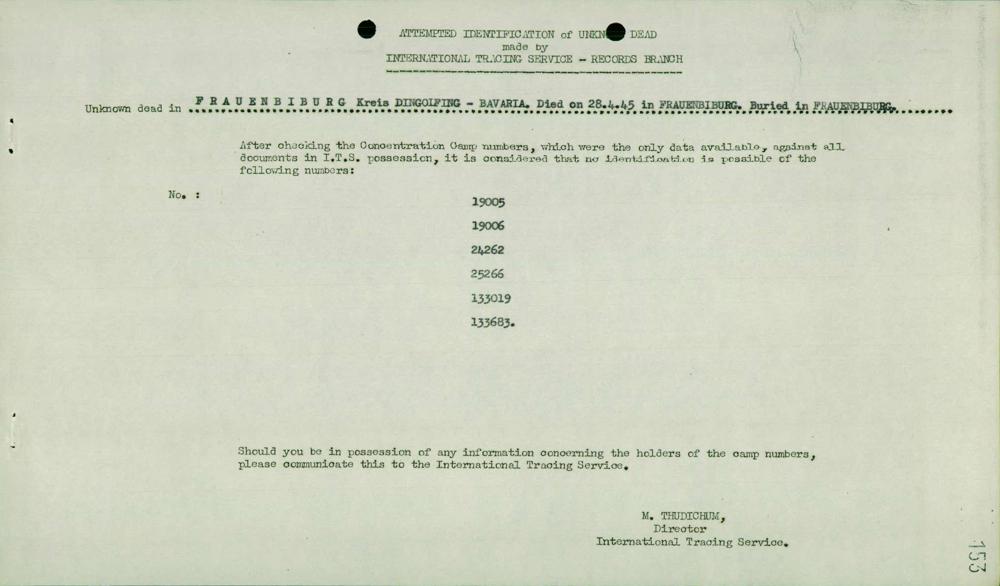 ATTEMPTED IDENTIFICATION of UNKN DEAD
made by
INTERNATIONAL TRACING SERVICE - RECORDS BRANCH
Unknown dead in FRAUENBIBURG Kreis DINGOLFING - BAVARIA. Died on 28.4.45 in FRAUENBIBURG. Buried in FRAUENBIBURG.
After checking the Concentration Camp numbers, which were the only data available, against all
documents in I.T.S. possession, it is considered that no identification is possible of the
following numbers:
No. :
19005
19006
24262
25266
133019
133683.
Should you be in possession of any information concerning the holders of the camp numbers,
please communicate this to the International Tracing Service.
M. THUDICHUM,
Director
International Tracing Service.
153